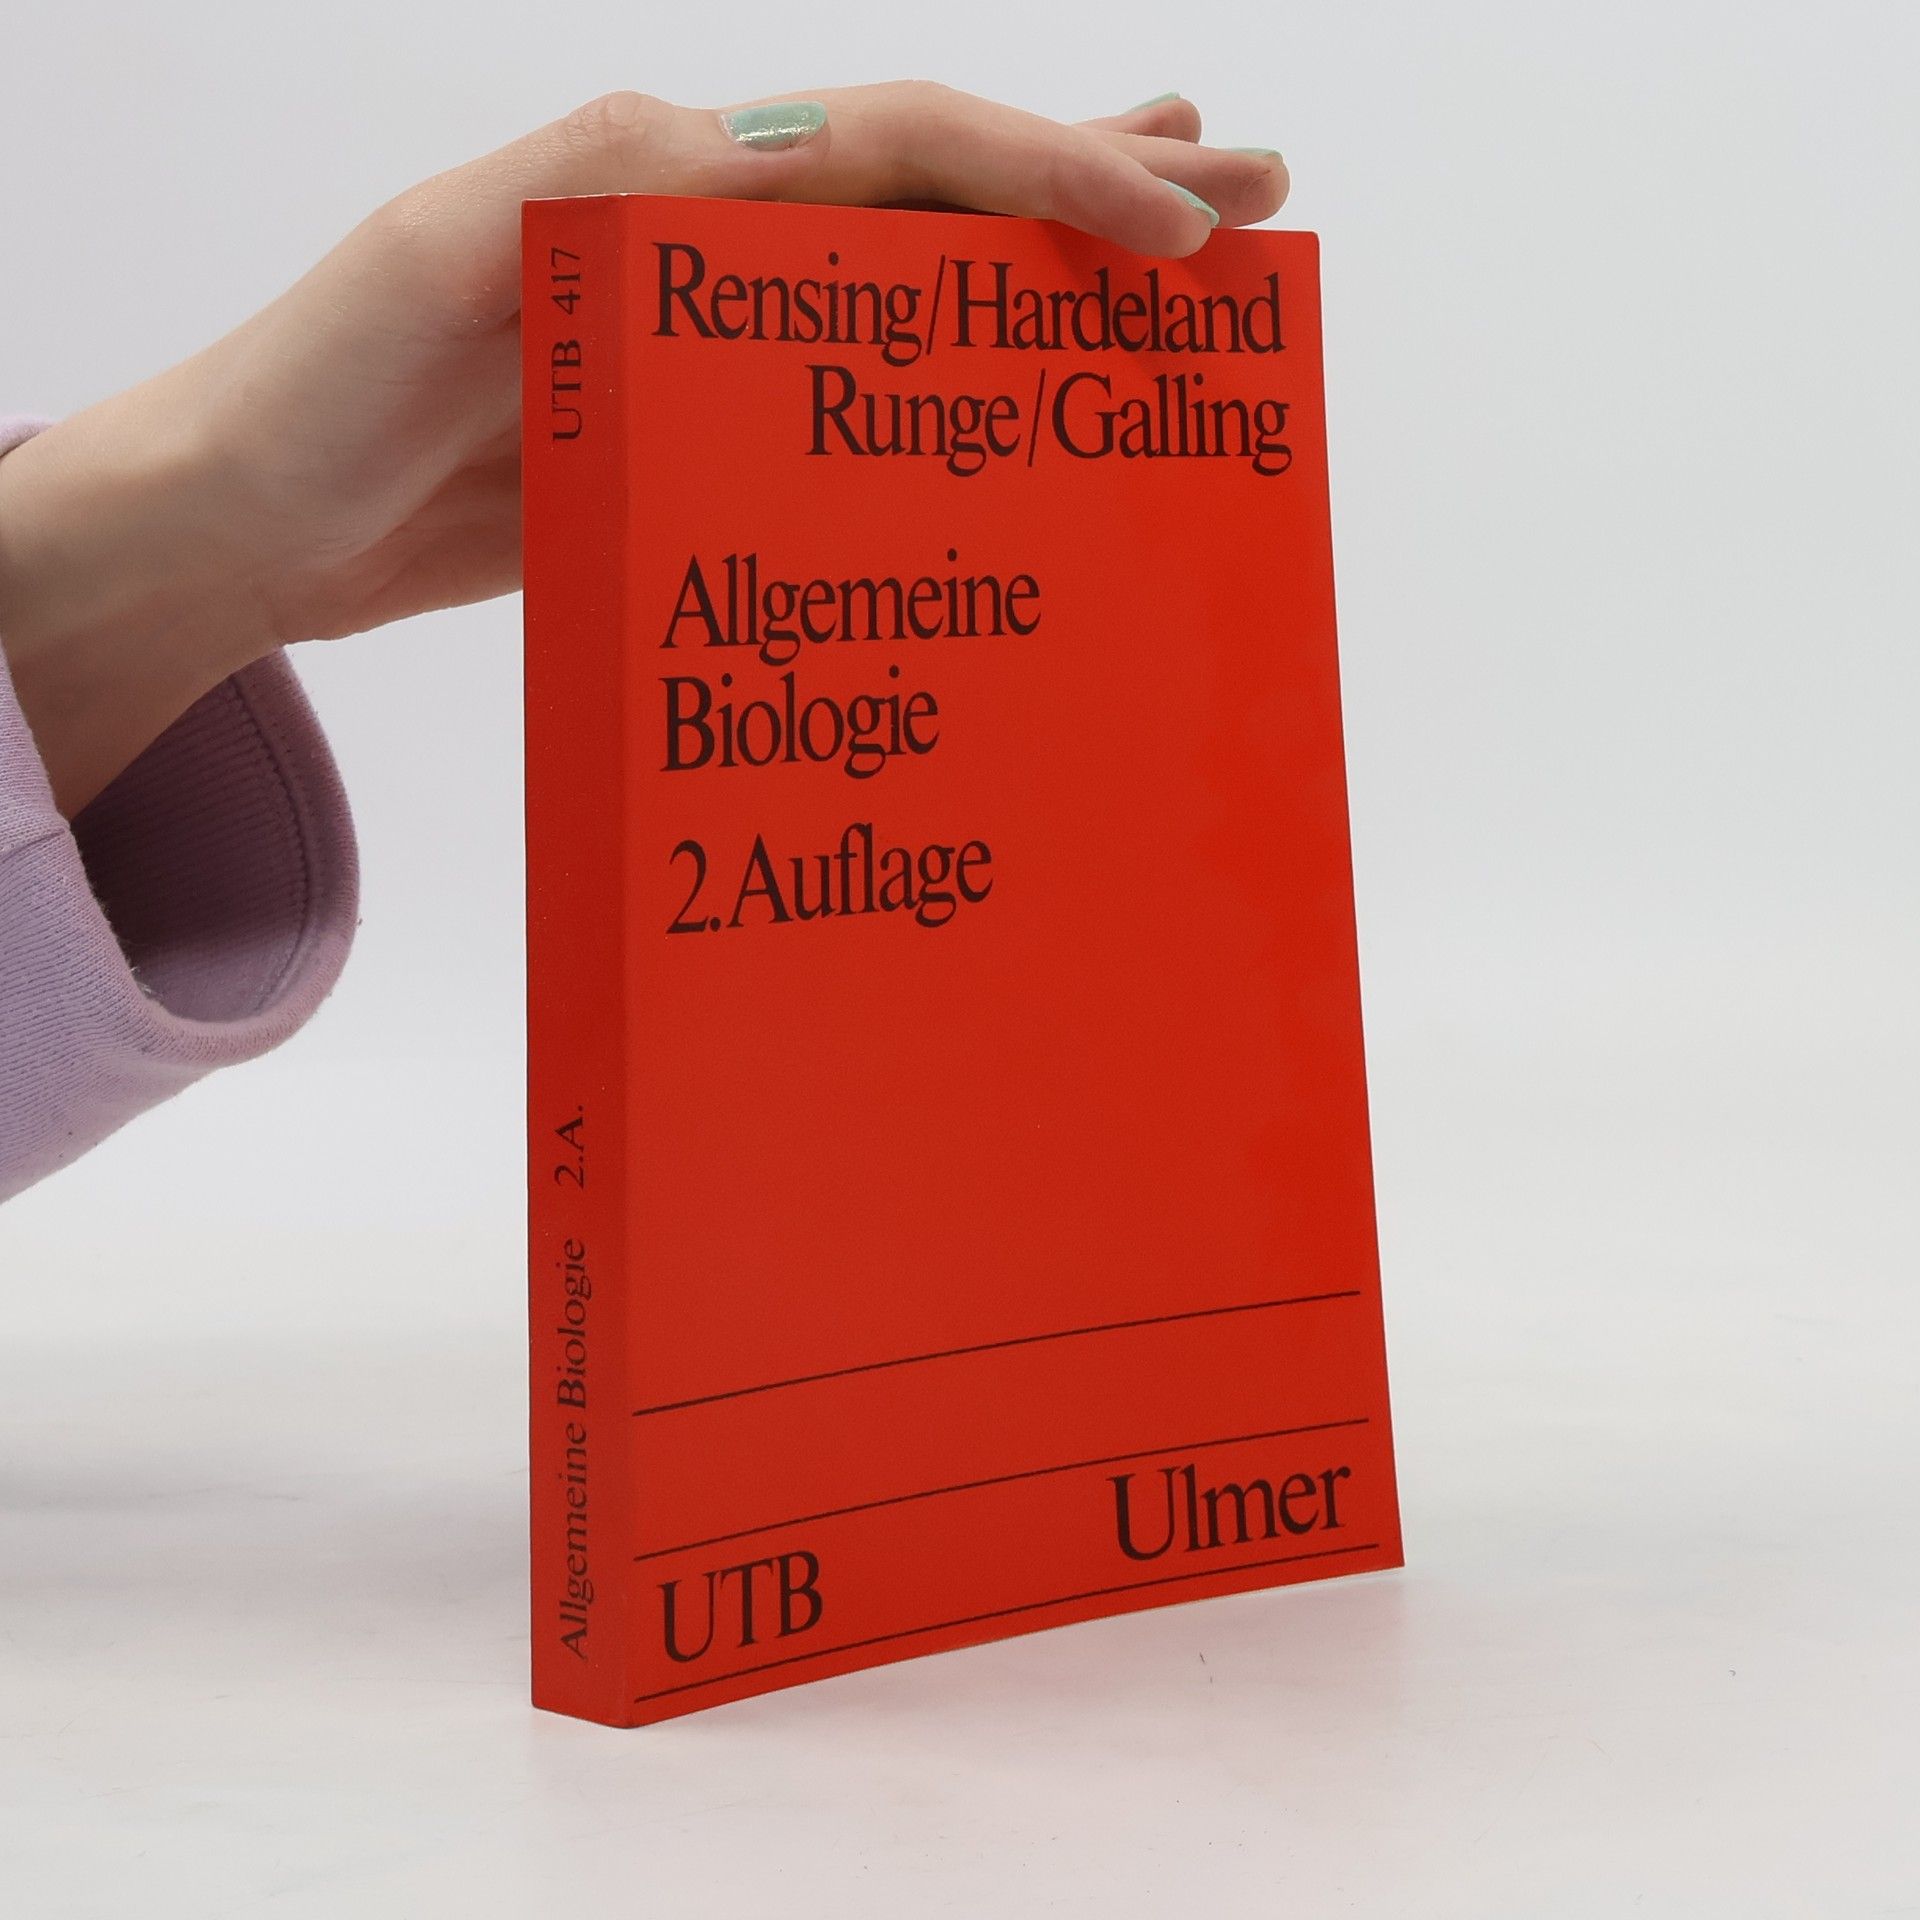 Rensing/Hardeland
Runge/Galling
Allgemeine
Biologie
2. Auflage
Ulmer
UTB
Allgemeine Biologie 2.A. UTB 417